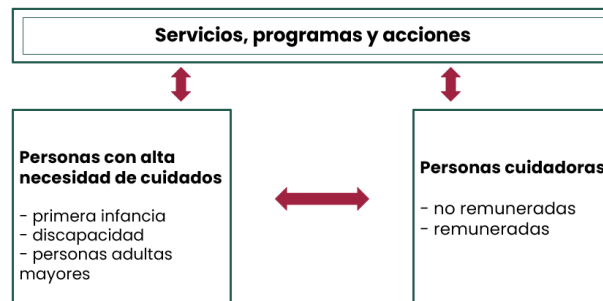 Servicios, programas y acciones
Personas con alta
necesidad de cuidados
- primera infancia
- discapacidad
- personas adultas
mayores
Personas cuidadoras
- no remuneradas
- remuneradas